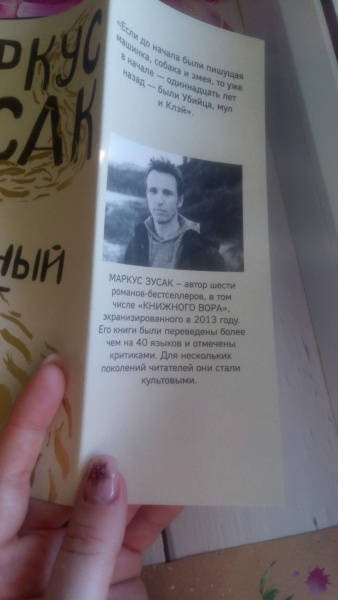 РКУС
САК
НЫЙ
«Если до начала были пишущая
машинка, собака и змея, то уже
в начале — одиннадцать лет
назад — были Убийца, мул
и Клэй».
МАРКУС ЗУСАК – автор шести
романов-бестселлеров, в том
числе «КНИЖНОГО ВОРА»,
экранизированного в 2013 году.
Его книги были переведены более
чем на 40 языков и отмечены
критиками. Для нескольких
поколений читателей они стали
культовыми.